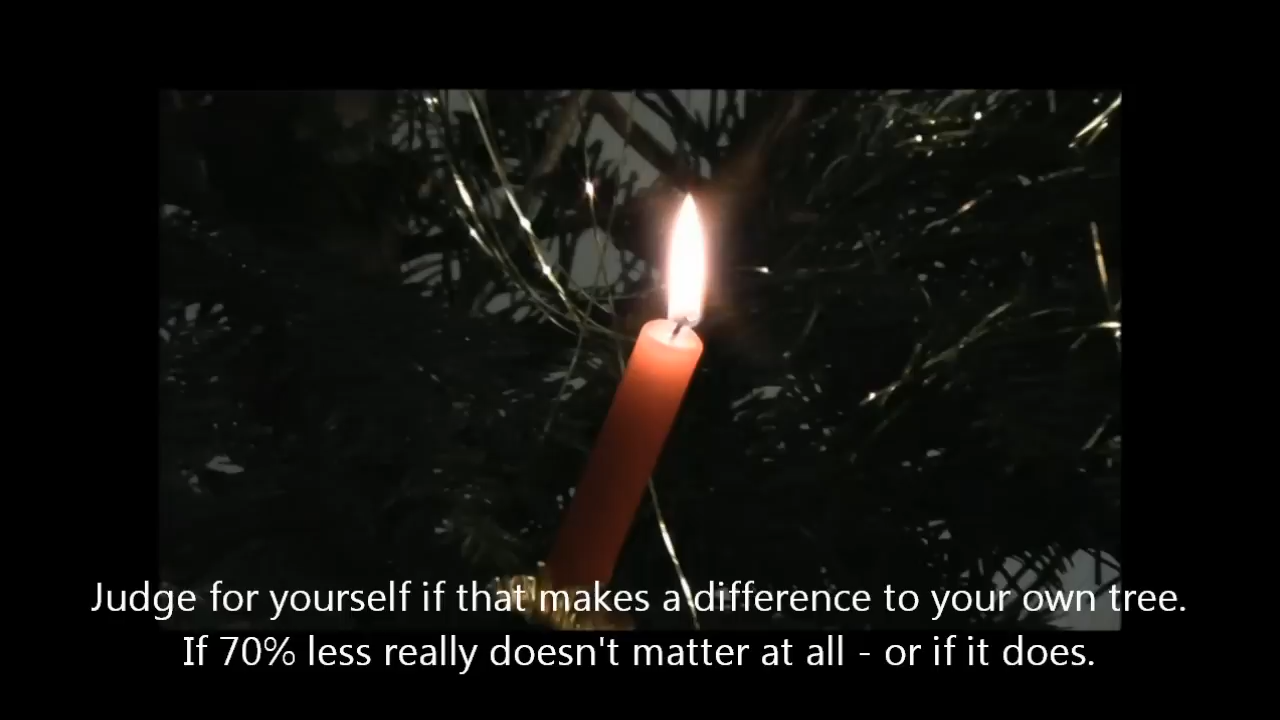 Judge for yourself if that makes a difference to your own tree.
If 70% less really doesn't matter at all - or if it does.